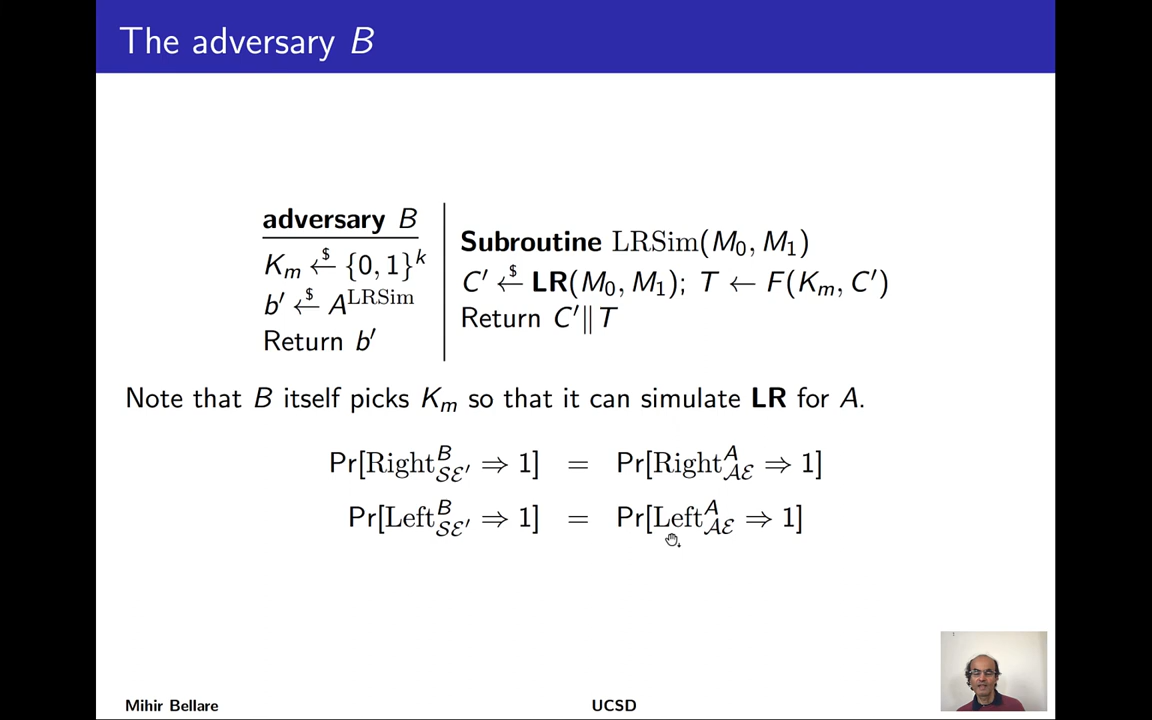 The adversary B
adversary B
K_m ←$ {0, 1}^k
b′ ←$ A^LRSim
Return b′
Subroutine LRSim(M_0, M_1)
C′ ←$ LR(M_0, M_1); T ← F(K_m, C′)
Return C′‖T
Note that B itself picks K_m so that it can simulate LR for A.
Pr[Right^B_𝒮ℰ′ ⇒ 1] = Pr[Right^A_𝒜ℰ ⇒ 1]
Pr[Left^B_𝒮ℰ′ ⇒ 1] = Pr[Left^A_𝒜ℰ ⇒ 1]
Mihir Bellare UCSD